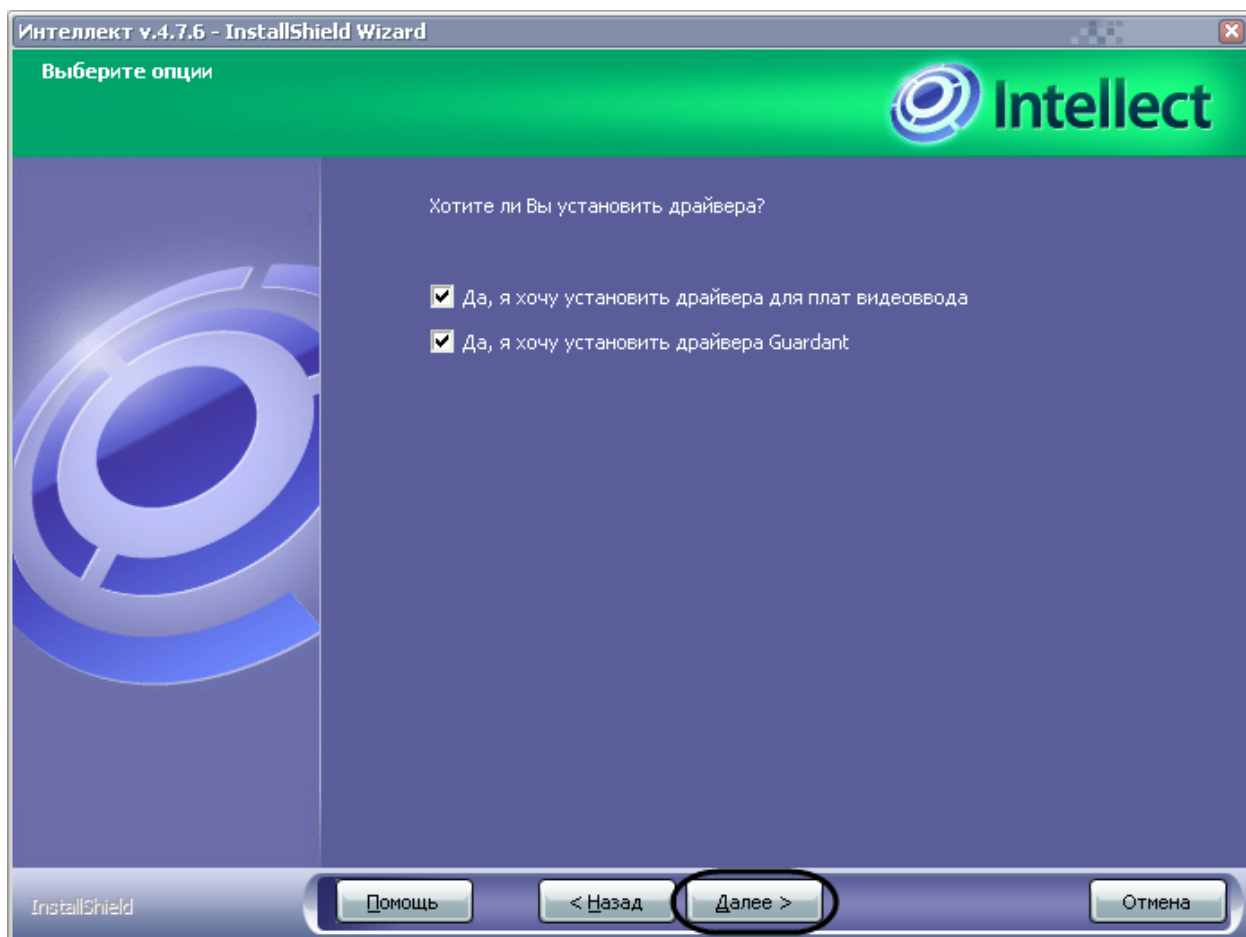 Интеллект v.4.7.6 - InstallShield Wizard
Выберите опции
Intellect
Хотите ли Вы установить драйвера?
Да, я хочу установить драйвера для плат видеоввода
Да, я хочу установить драйвера Guardant
InstallShield
Помощь
< Назад
Далее >
Отмена